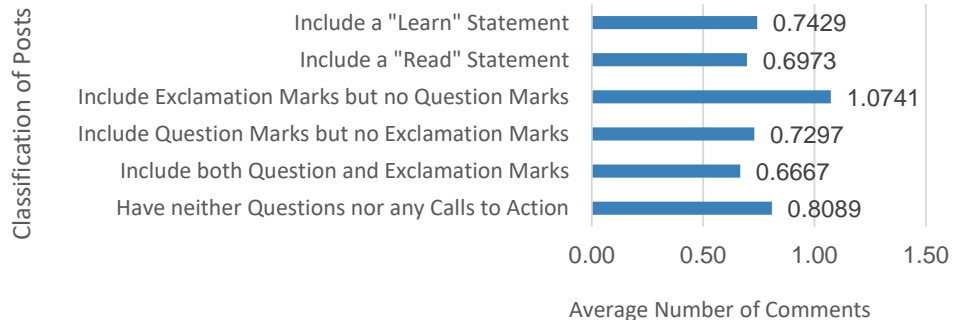 Classification of Posts
Include a "Learn" Statement 0.7429
Include a "Read" Statement 0.6973
Include Exclamation Marks but no Question Marks 1.0741
Include Question Marks but no Exclamation Marks 0.7297
Include both Question and Exclamation Marks 0.6667
Have neither Questions nor any Calls to Action 0.8089
0.00 0.50 1.00 1.50
Average Number of Comments